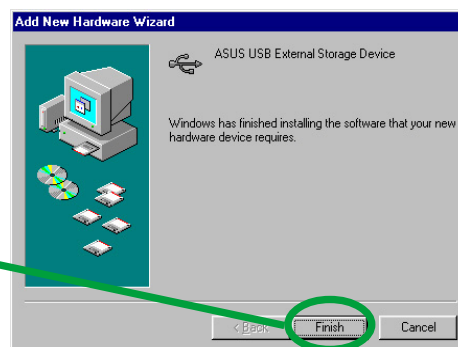 Add New Hardware Wizard
ASUS USB External Storage Device
Windows has finished installing the software that your new
hardware device requires.
< Back
Finish
Cancel